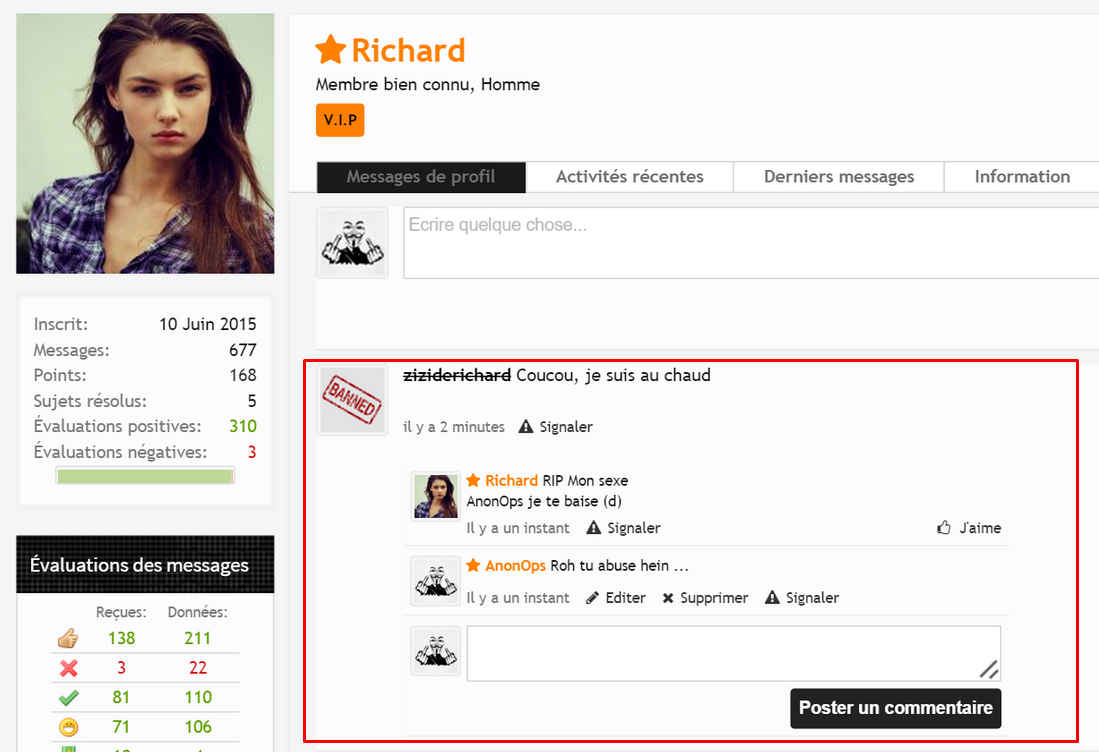 Richard
Membre bien connu, Homme
V.I.P
Messages de profil
Activités récentes
Derniers messages
Information
Ecrire quelque chose...
Inscrit: 10 Juin 2015
Messages: 677
Points: 168
Sujets résolus: 5
Évaluations positives: 310
Évaluations négatives: 3
BANNED
ziziderichard Coucou, je suis au chaud
il y a 2 minutes Signaler
Richard RIP Mon sexe
AnonOps je te baise (d)
Il y a un instant Signaler J'aime
AnonOps Roh tu abuse hein ...
Il y a un instant Editer Supprimer Signaler
Poster un commentaire
Évaluations des messages
Reçues: Données:
138 211
3 22
81 110
71 106